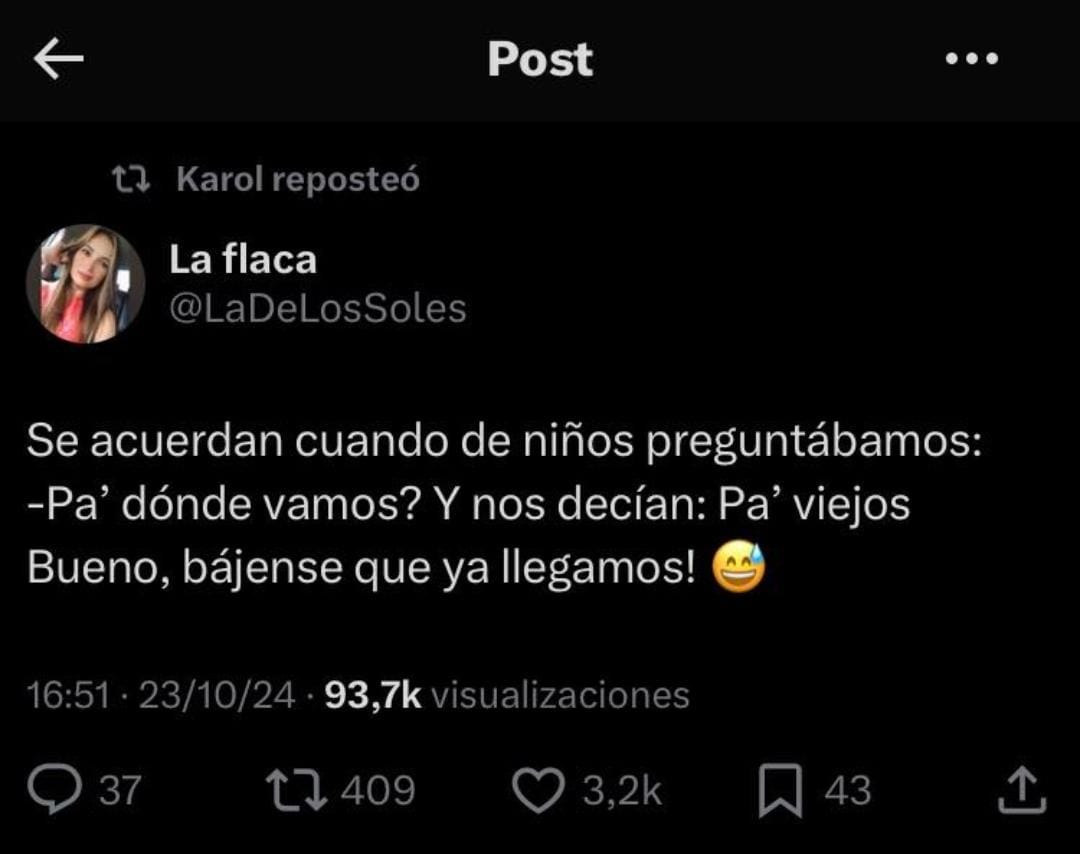 Post
Karol reposteó
La flaca
@LaDeLosSoles
Se acuerdan cuando de niños preguntábamos:
-Pa’ dónde vamos? Y nos decían: Pa’ viejos
Bueno, bájense que ya llegamos! 😅
16:51 · 23/10/24 · 93,7k visualizaciones
37 409 3,2k 43